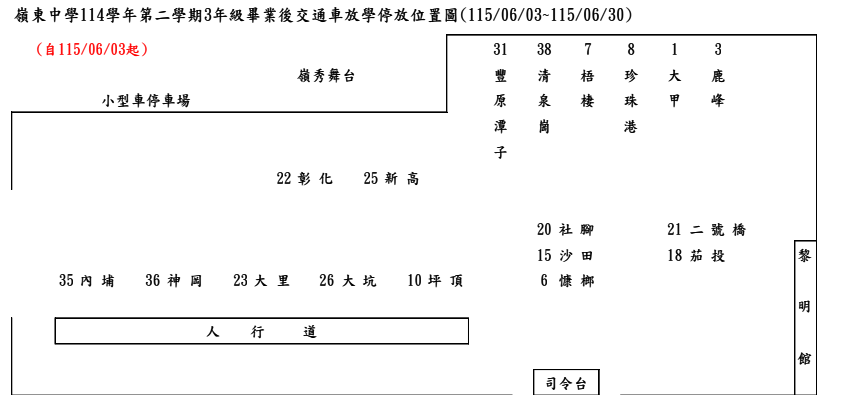 嶺東中學114學年第二學期3年級畢業後交通車放學停放位置圖(115/06/03~115/06/30)
(自115/06/03起)
嶺秀舞台
小型車停車場
31 豐原潭子
38 清泉崗
7 梧棲
8 珍珠港
1 大甲
3 鹿峰
22 彰化 25 新高
20 社腳 21 二號橋
15 沙田 18 茄投
35 內埔 36 神岡 23 大里 26 大坑 10 坪頂 6 慷榔
黎明館
人行道
司令台